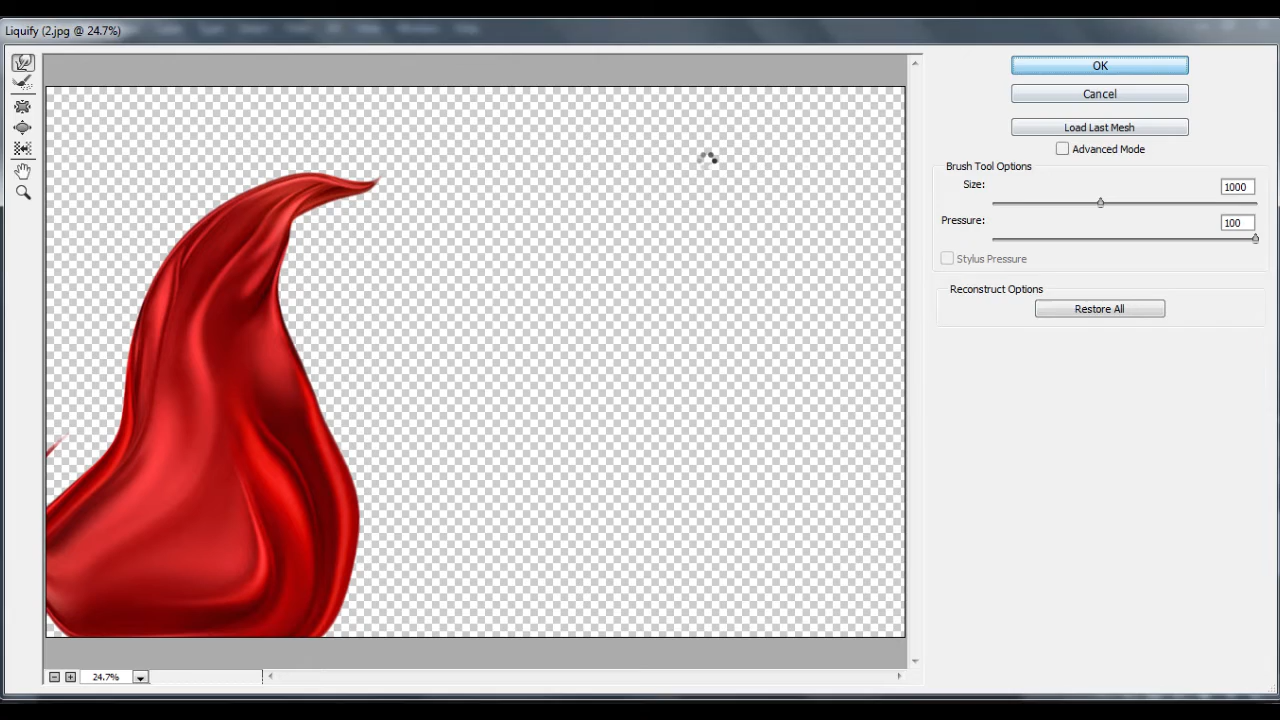 Liquify (2.jpg @ 24.7%)
OK
Cancel
Load Last Mesh
Advanced Mode
Brush Tool Options
Size:
1000
Pressure:
100
Stylus Pressure
Reconstruct Options
Restore All
24.7%